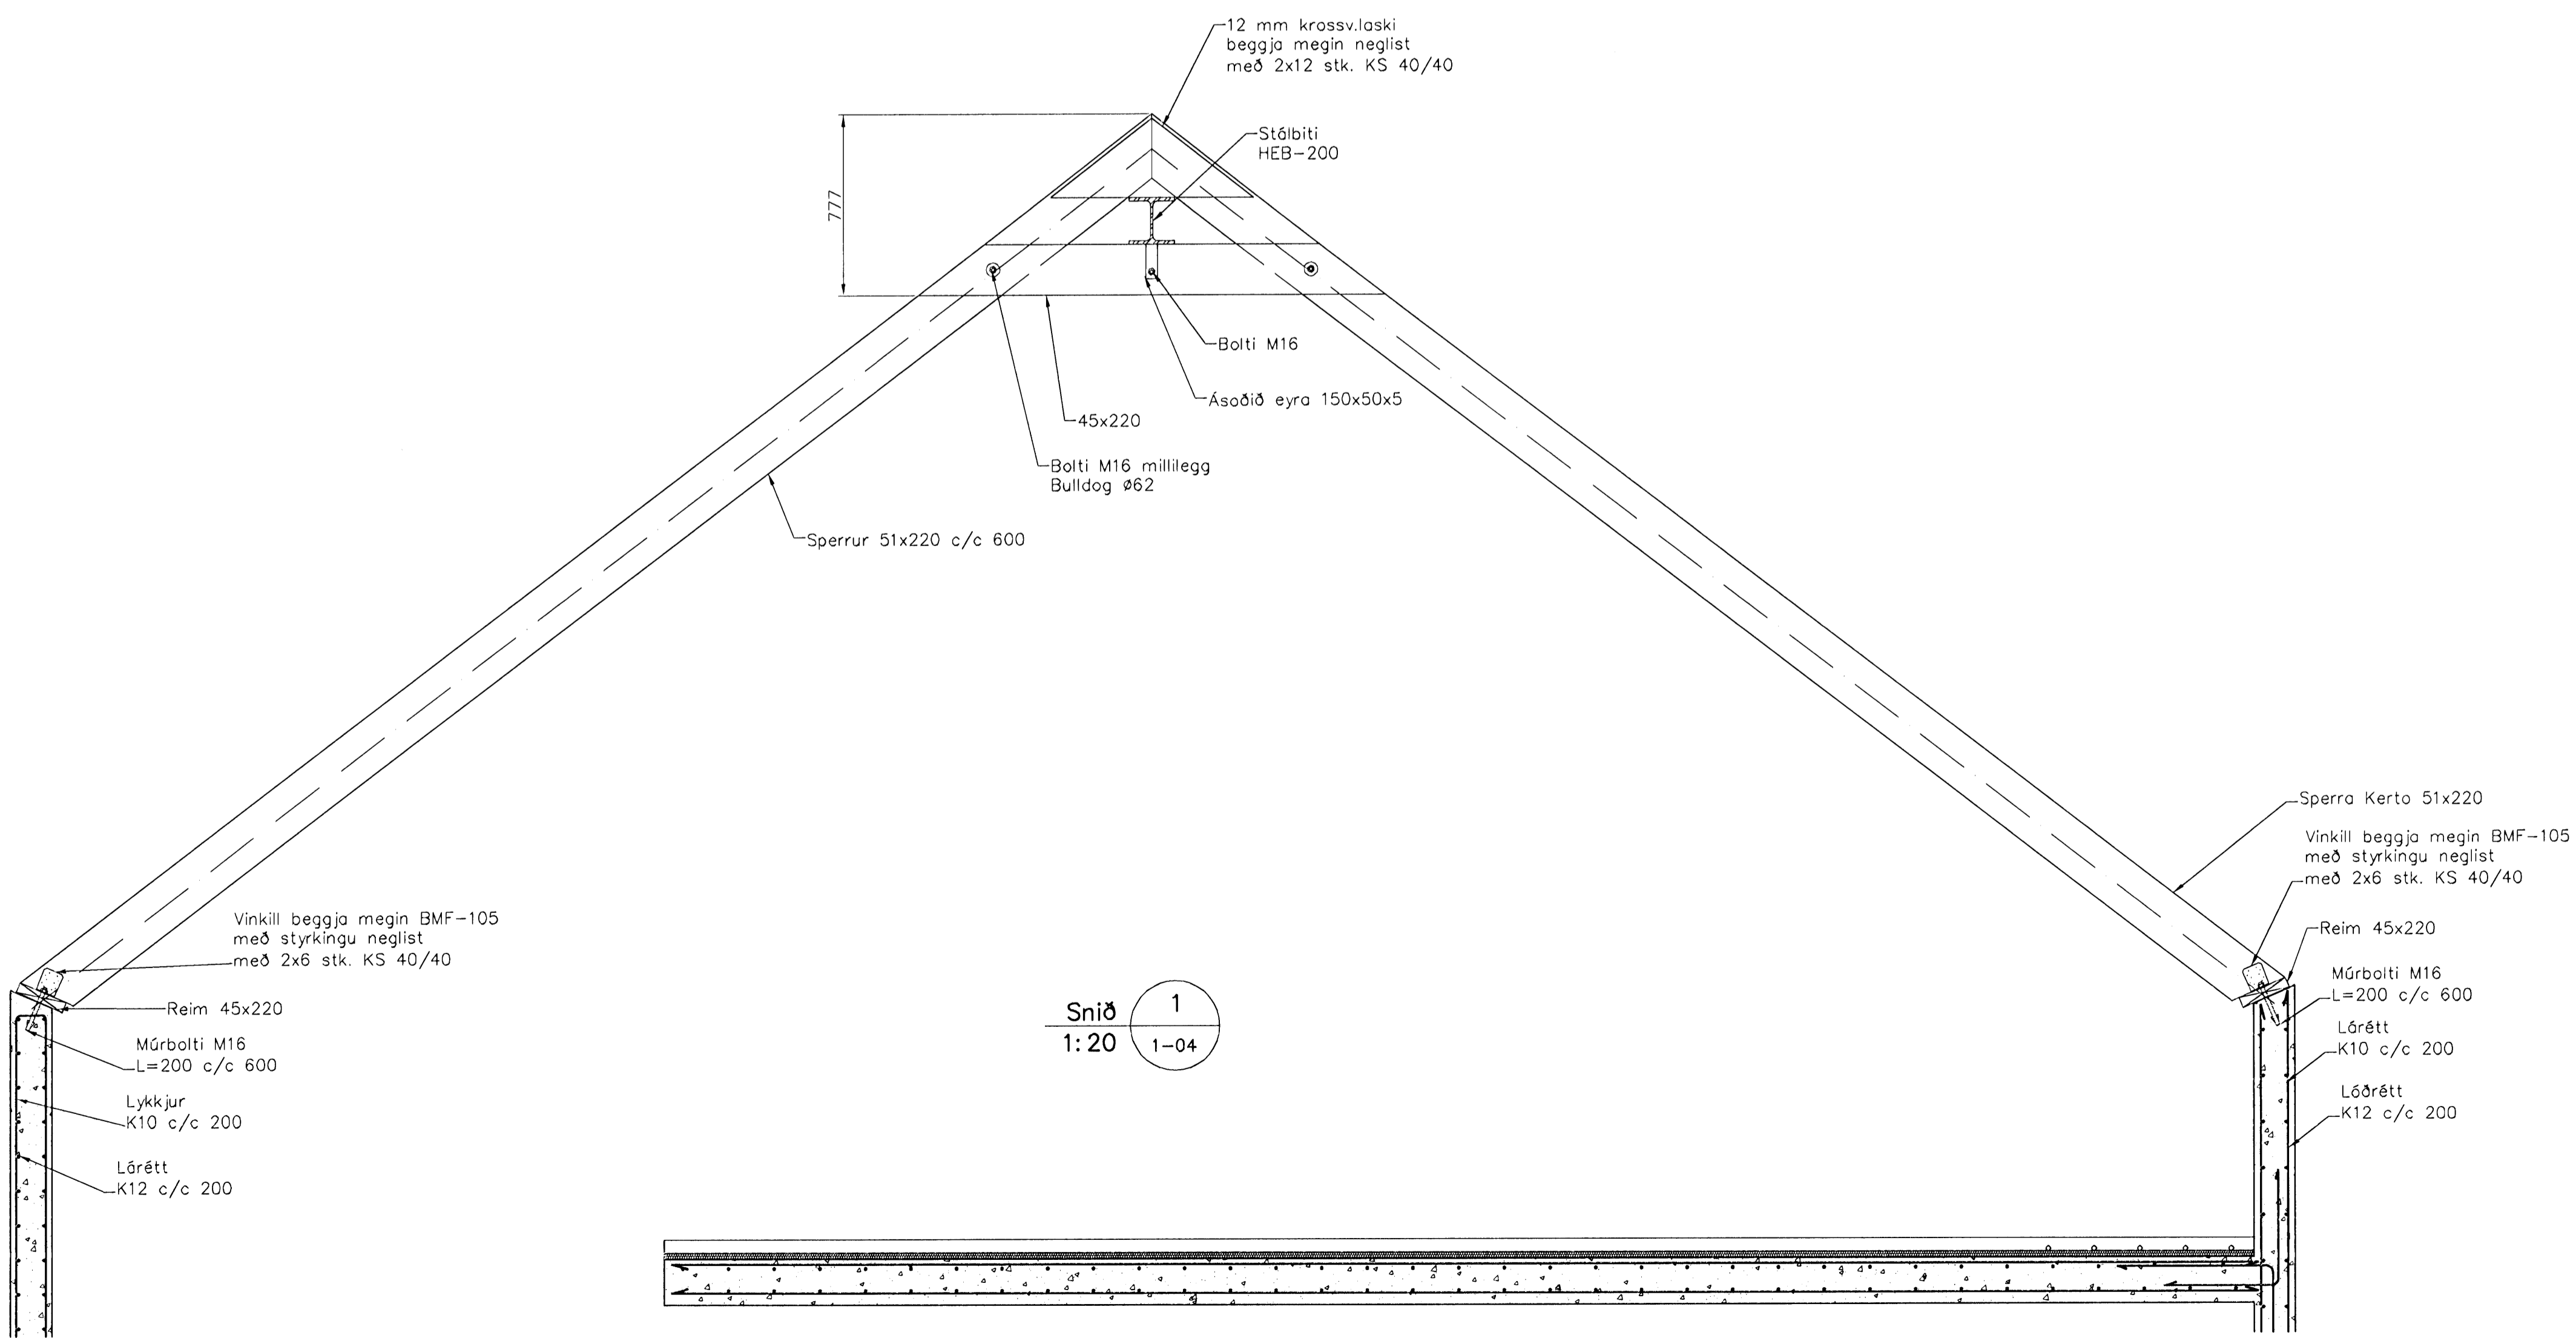 12 mm krossv.laski
beggja megin neglist
með 2x12 stk. KS 40/40
Stálbiti
HEB-200
777
Bolti M16
Ásoðið eyra 150x50x5
45x220
Bolti M16 millilegg
Bulldog ø62
Sperrur 51x220 c/c 600
Sperra Kerto 51x220
Vinkill beggja megin BMF-105
með styrkingu neglist
með 2x6 stk. KS 40/40
Reim 45x220
Múrbolti M16
L=200 c/c 600
Lárétt
K10 c/c 200
Lóðrétt
K12 c/c 200
Vinkill beggja megin BMF-105
með styrkingu neglist
með 2x6 stk. KS 40/40
Reim 45x220
Múrbolti M16
L=200 c/c 600
Lykkjur
K10 c/c 200
Lárétt
K12 c/c 200
Snið 1
1:20 1-04